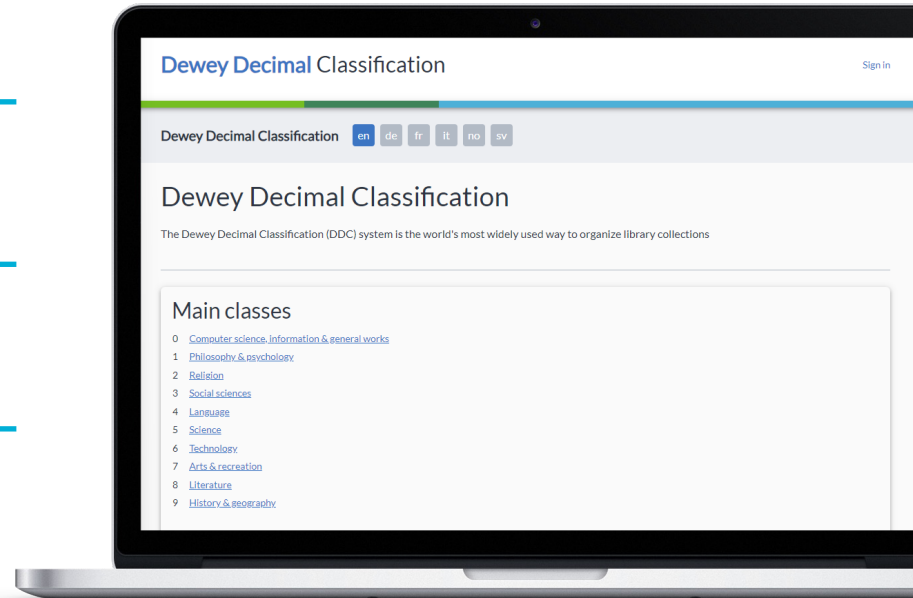 Dewey Decimal Classification
Sign in
Dewey Decimal Classification en de fr it no sv
Dewey Decimal Classification
The Dewey Decimal Classification (DDC) system is the world's most widely used way to organize library collections
Main classes
0 Computer science, information & general works
1 Philosophy & psychology
2 Religion
3 Social sciences
4 Language
5 Science
6 Technology
7 Arts & recreation
8 Literature
9 History & geography